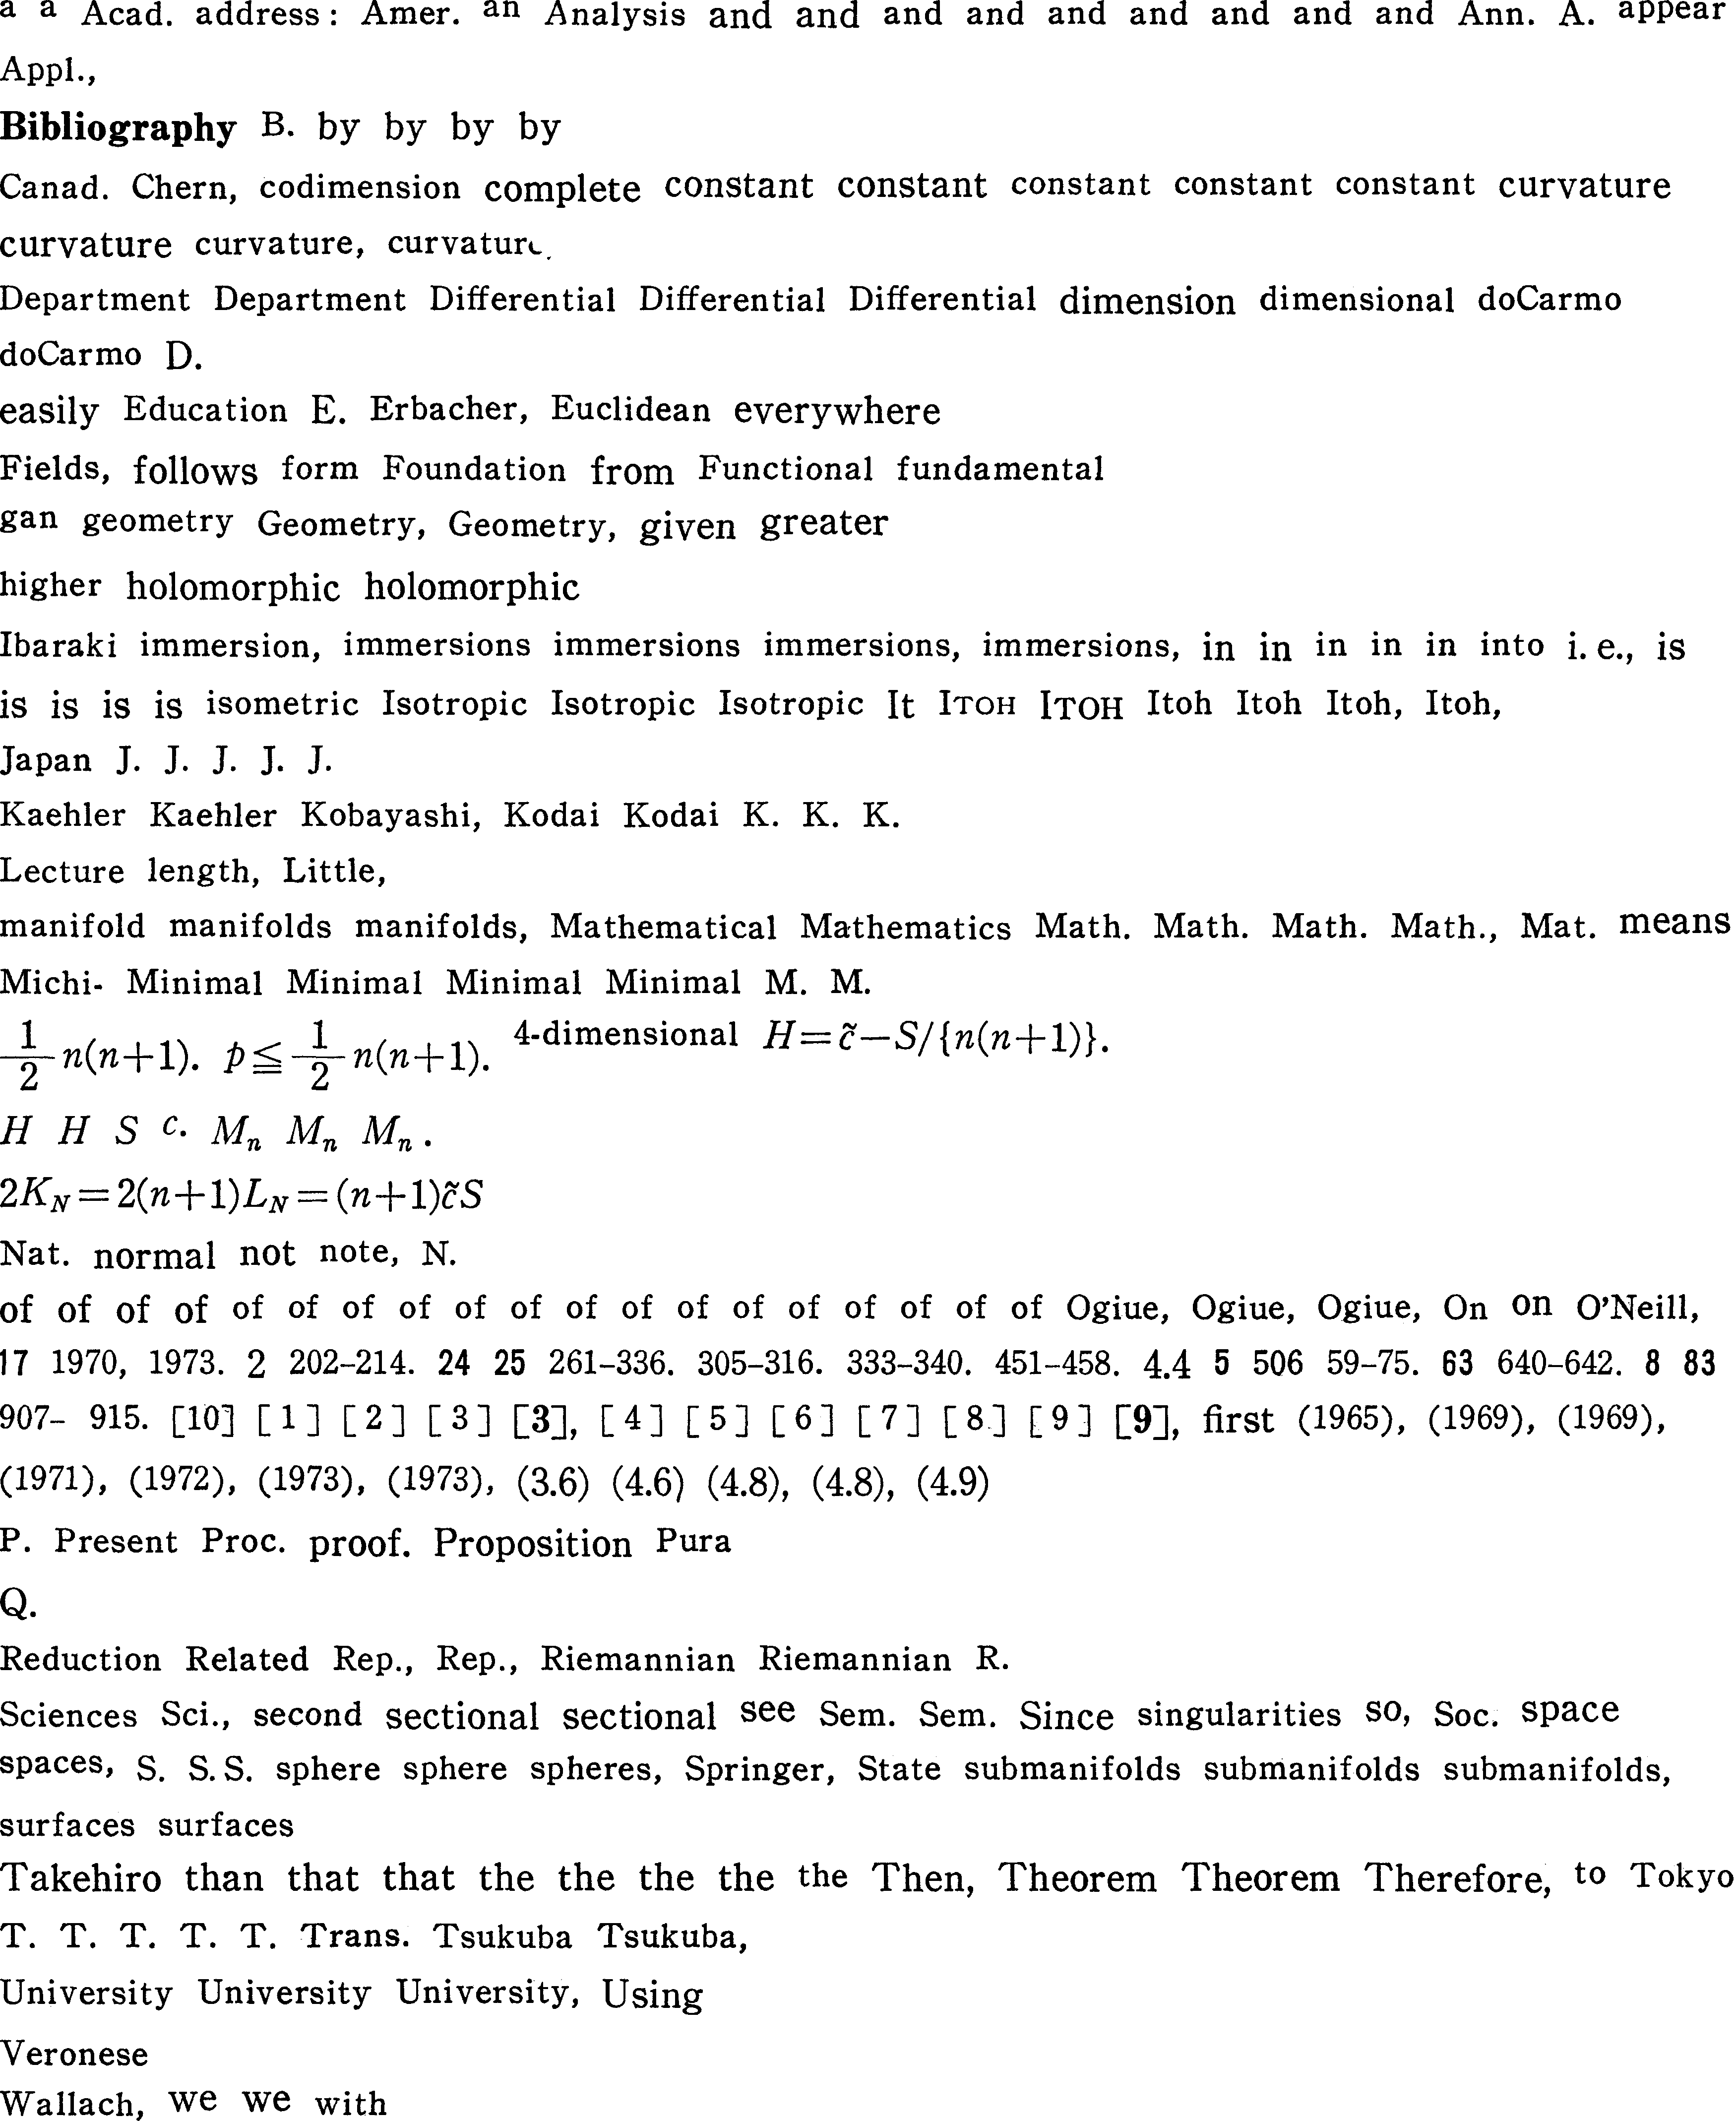 a a Acad. address: Amer. an Analysis and and and and and and and and and Ann. A. appear
Appl.,
Bibliography B. by by by by
Canad. Chern, codimension complete constant constant constant constant constant curvature
curvature curvature, curvature
Department Department Differential Differential Differential dimension dimensional doCarmo
doCarmo D.
easily Education E. Erbacher, Euclidean everywhere
Fields, follows form Foundation from Functional fundamental
gan geometry Geometry, Geometry, given greater
higher holomorphic holomorphic
Ibaraki immersion, immersions immersions immersions, immersions, in in in in in into i.e., is
is is is is isometric Isotropic Isotropic Isotropic It ITOH ITOH Itoh Itoh Itoh, Itoh,
Japan J. J. J. J. J.
Kaehler Kaehler Kobayashi, Kodai Kodai K. K. K.
Lecture length, Little,
manifold manifolds manifolds, Mathematical Mathematics Math. Math. Math. Math., Mat. means
Michi- Minimal Minimal Minimal Minimal M. M.
1/2 n(n+1). p≦1/2 n(n+1). 4-dimensional H=c̃−S/{n(n+1)}.
H H S c. Mₙ Mₙ Mₙ.
2K_N=2(n+1)L_N=(n+1)c̃S
Nat. normal not note, N.
of of of of of of of of of of of of of of of of of of of Ogiue, Ogiue, Ogiue, On on O'Neill,
17 1970, 1973. 2 202–214. 24 25 261–336. 305–316. 333–340. 451–458. 4.4 5 506 59–75. 63 640–642. 8 83
907– 915. [10] [1] [2] [3] [3], [4] [5] [6] [7] [8] [9] [9], first (1965), (1969), (1969),
(1971), (1972), (1973), (1973), (3.6) (4.6) (4.8), (4.8), (4.9)
P. Present Proc. proof. Proposition Pura
Q.
Reduction Related Rep., Rep., Riemannian Riemannian R.
Sciences Sci., second sectional sectional see Sem. Sem. Since singularities so, Soc. space
spaces, S. S.S. sphere sphere spheres, Springer, State submanifolds submanifolds submanifolds,
surfaces surfaces
Takehiro than that that the the the the the Then, Theorem Theorem Therefore, to Tokyo
T. T. T. T. T. Trans. Tsukuba Tsukuba,
University University University, Using
Veronese
Wallach, we we with